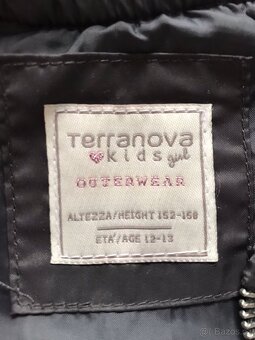 Terranova
kids girl
OUTERWEAR
ALTEZZA/HEIGHT 152-158
ETA'/AGE 12-13